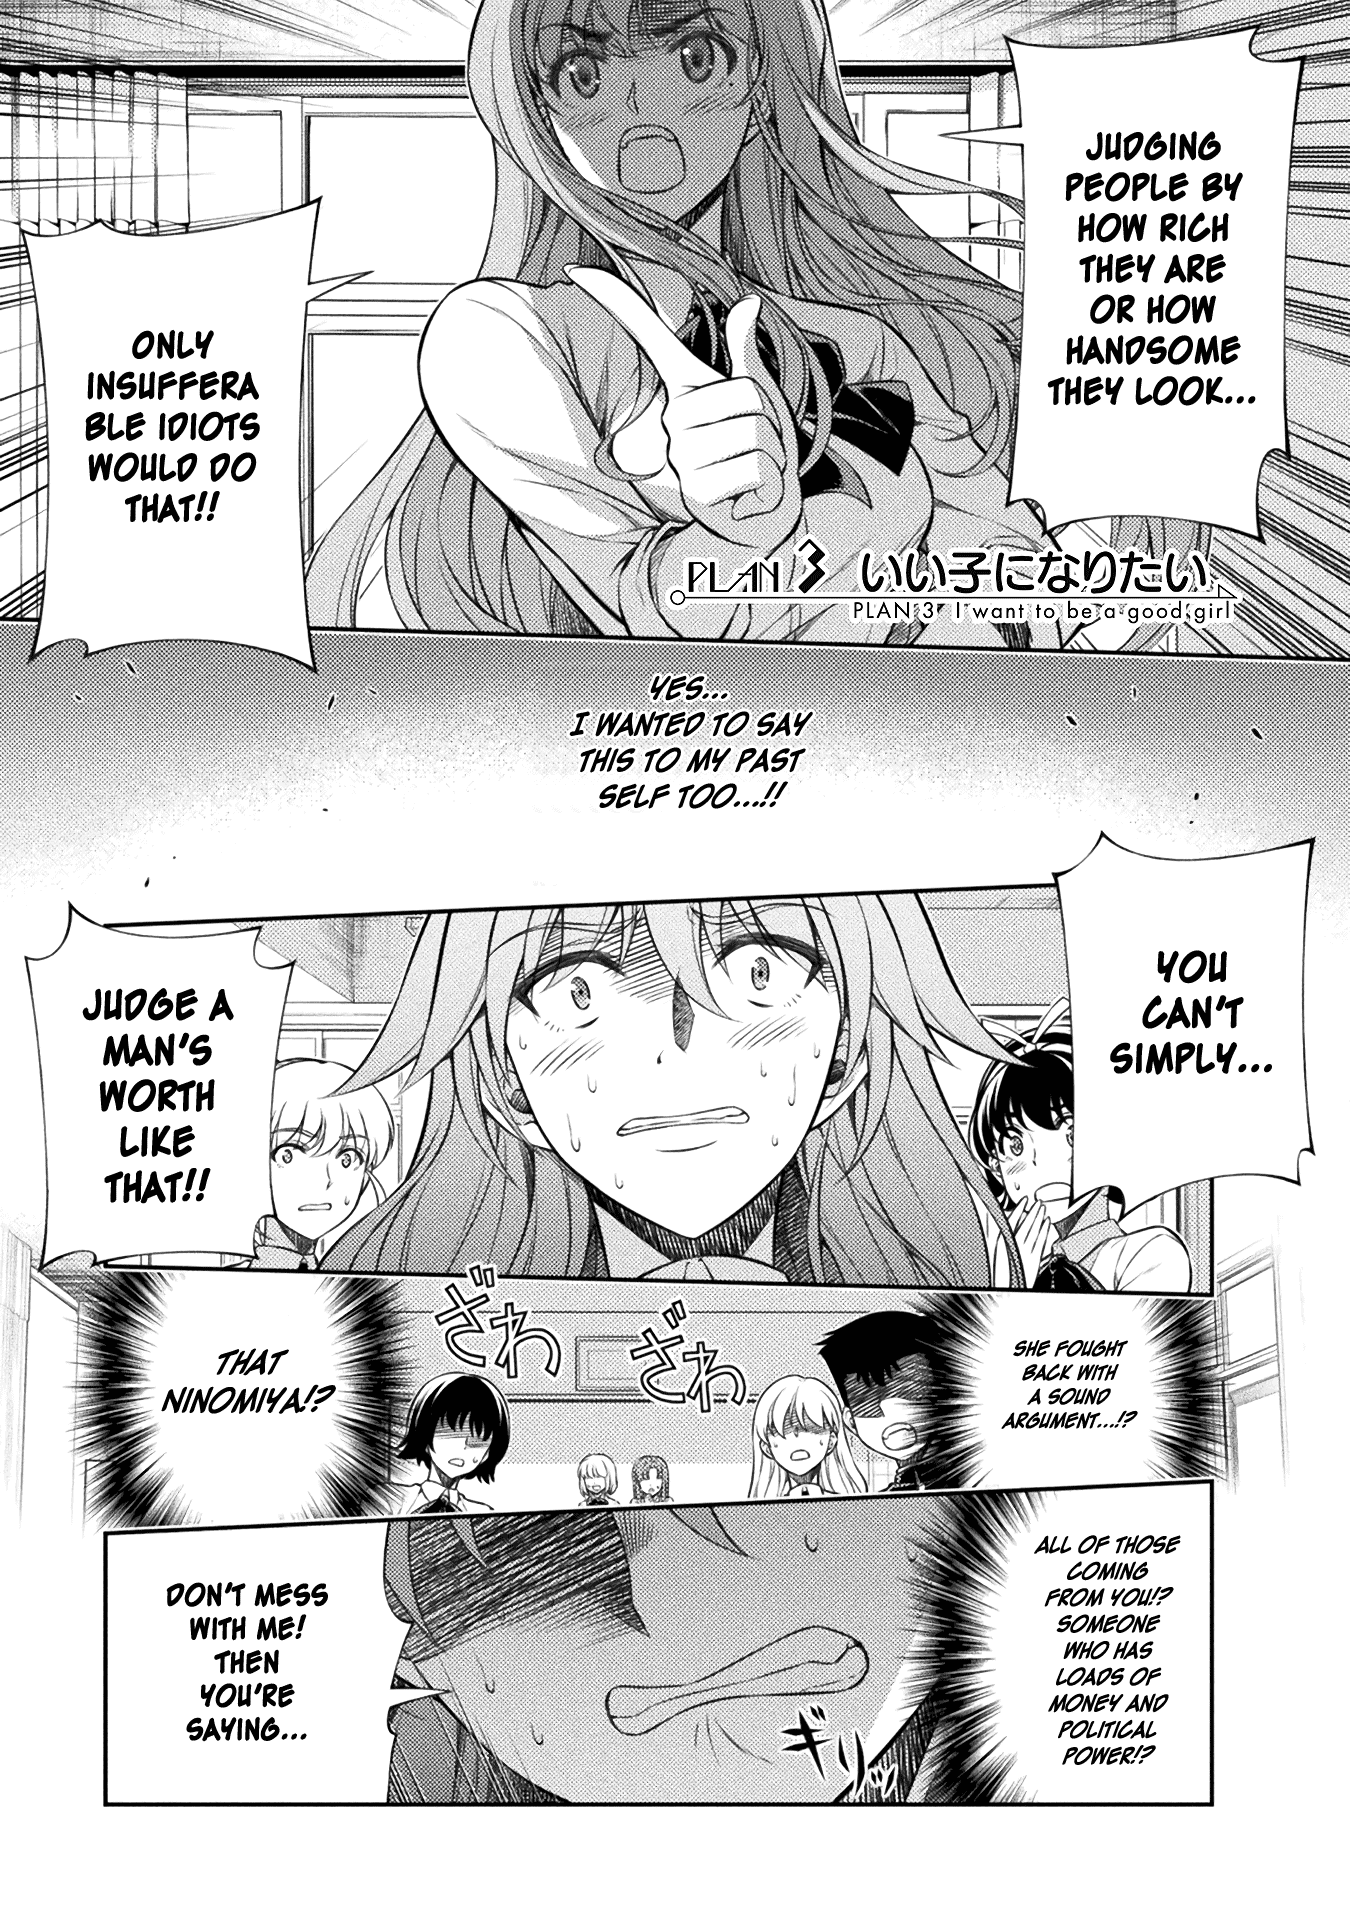 JUDGING
PEOPLE BY
HOW RICH
THEY ARE
OR HOW
HANDSOME
THEY LOOK...
ONLY
INSUFFERA
BLE IDIOTS
WOULD DO
THAT!!
PLAN 3 いい子になりたい
PLAN 3 I want to be a good girl
YES...
I WANTED TO SAY
THIS TO MY PAST
SELF TOO...!!
YOU
CAN'T
SIMPLY...
JUDGE A
MAN'S
WORTH
LIKE
THAT!!
SHE FOUGHT
BACK WITH
A SOUND
ARGUMENT...!?
ざわ
ざわ
THAT
NINOMIYA!?
ALL OF THOSE
COMING
FROM YOU!?
SOMEONE
WHO HAS
LOADS OF
MONEY AND
POLITICAL
POWER!?
ギリッ
DON'T MESS
WITH ME!
THEN
YOU'RE
SAYING...